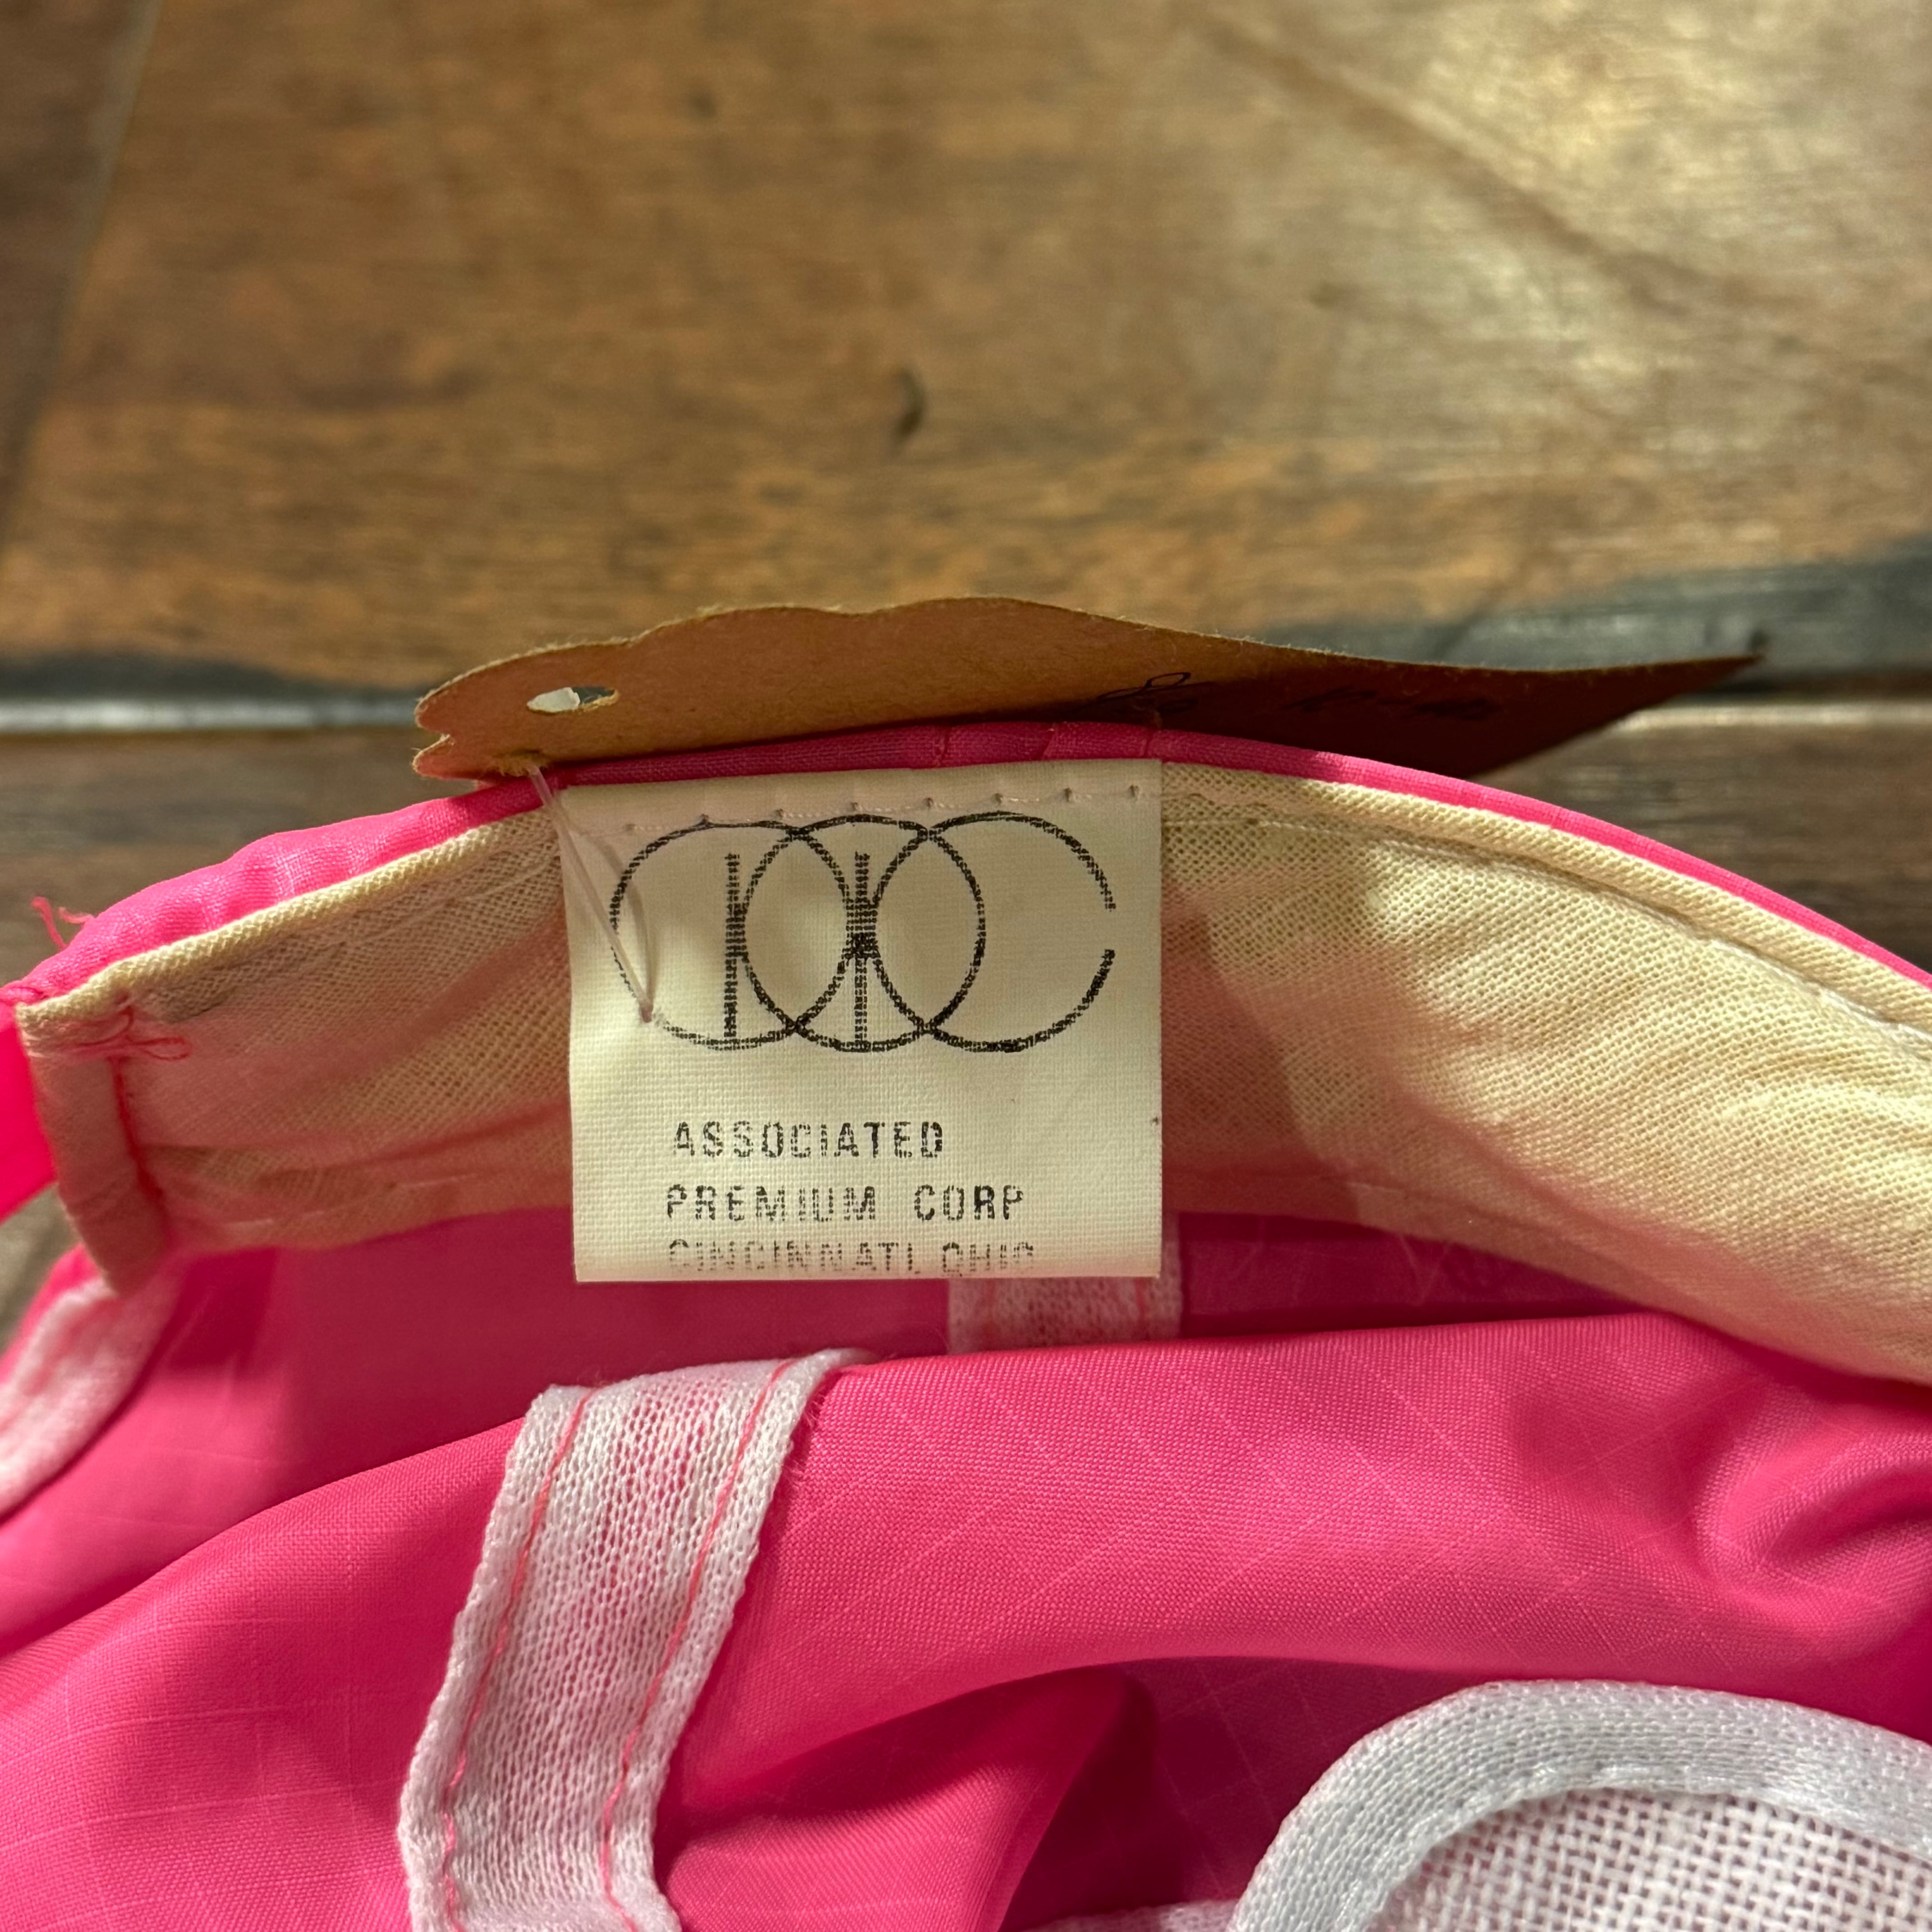 ASSOCIATED
PREMIUM CORP
CINCINNATI, OHIO